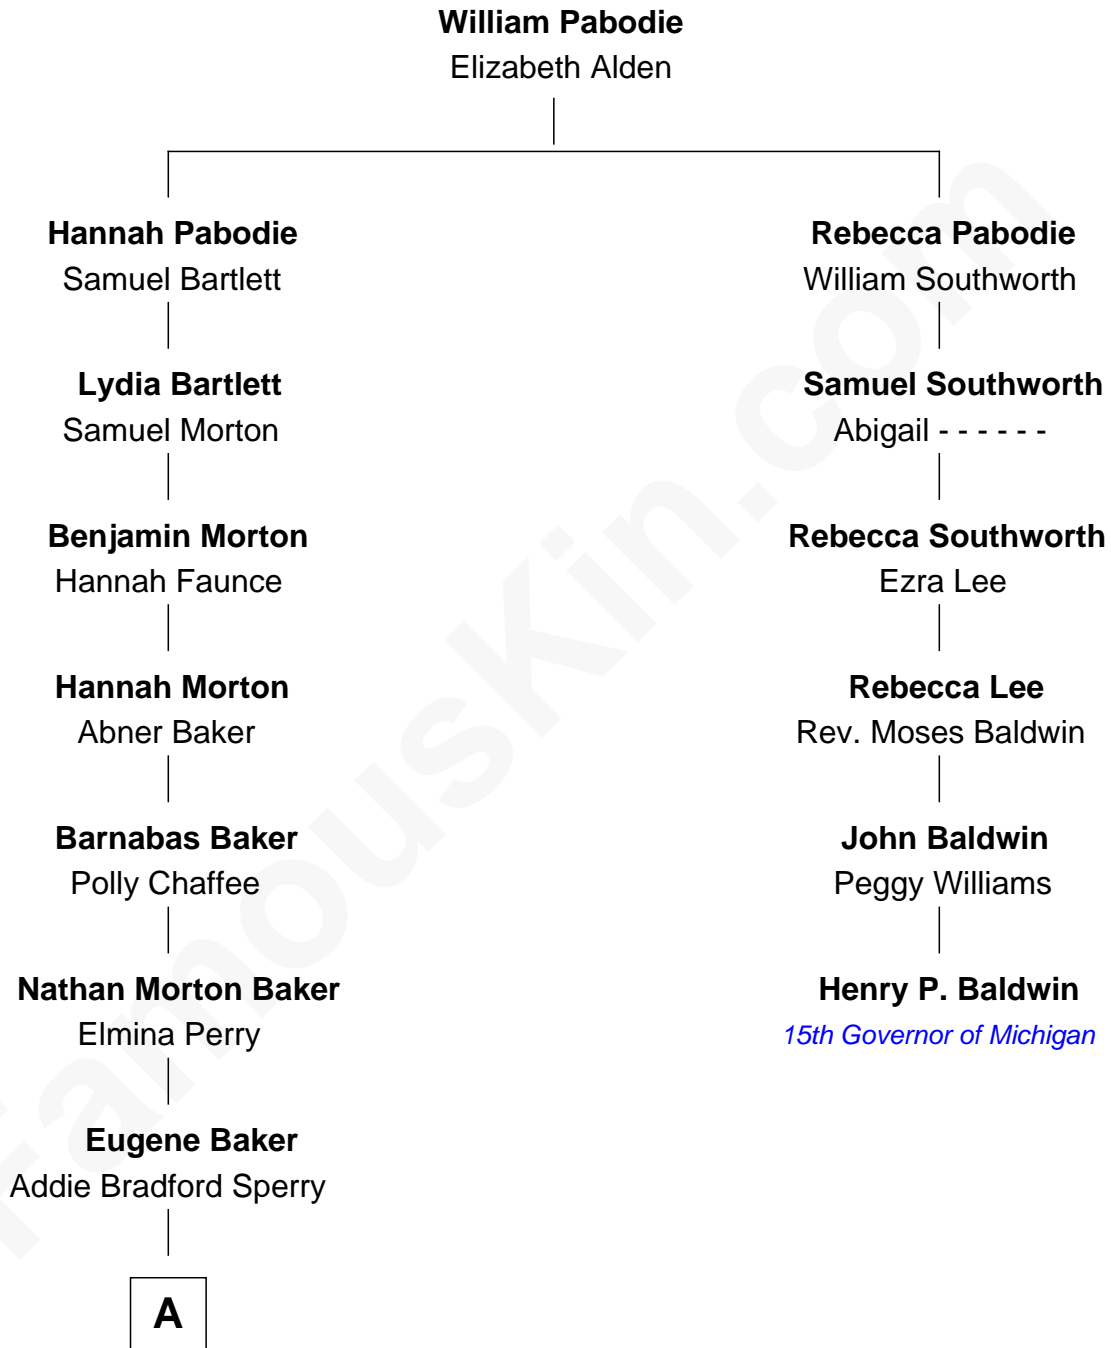 William Pabodie
Elizabeth Alden
Hannah Pabodie
Samuel Bartlett
Rebecca Pabodie
William Southworth
Lydia Bartlett
Samuel Morton
Samuel Southworth
Abigail - - - - - -
Benjamin Morton
Hannah Faunce
Rebecca Southworth
Ezra Lee
Hannah Morton
Abner Baker
Rebecca Lee
Rev. Moses Baldwin
Barnabas Baker
Polly Chaffee
John Baldwin
Peggy Williams
Nathan Morton Baker
Elmina Perry
Henry P. Baldwin
15th Governor of Michigan
Eugene Baker
Addie Bradford Sperry
A
FamousKin.com